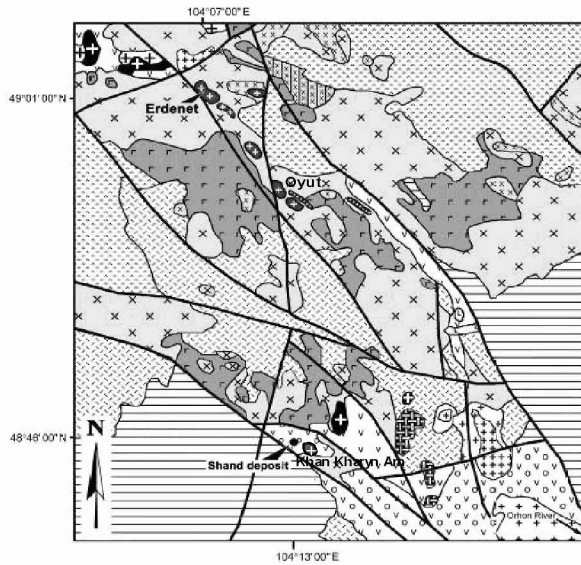 104°07'00"E
49°01'00"N
Erdenet
Oyut
48°46'00"N
N
Shand deposit
Khan Kharyn Am
Orhon River
104°13'00"E